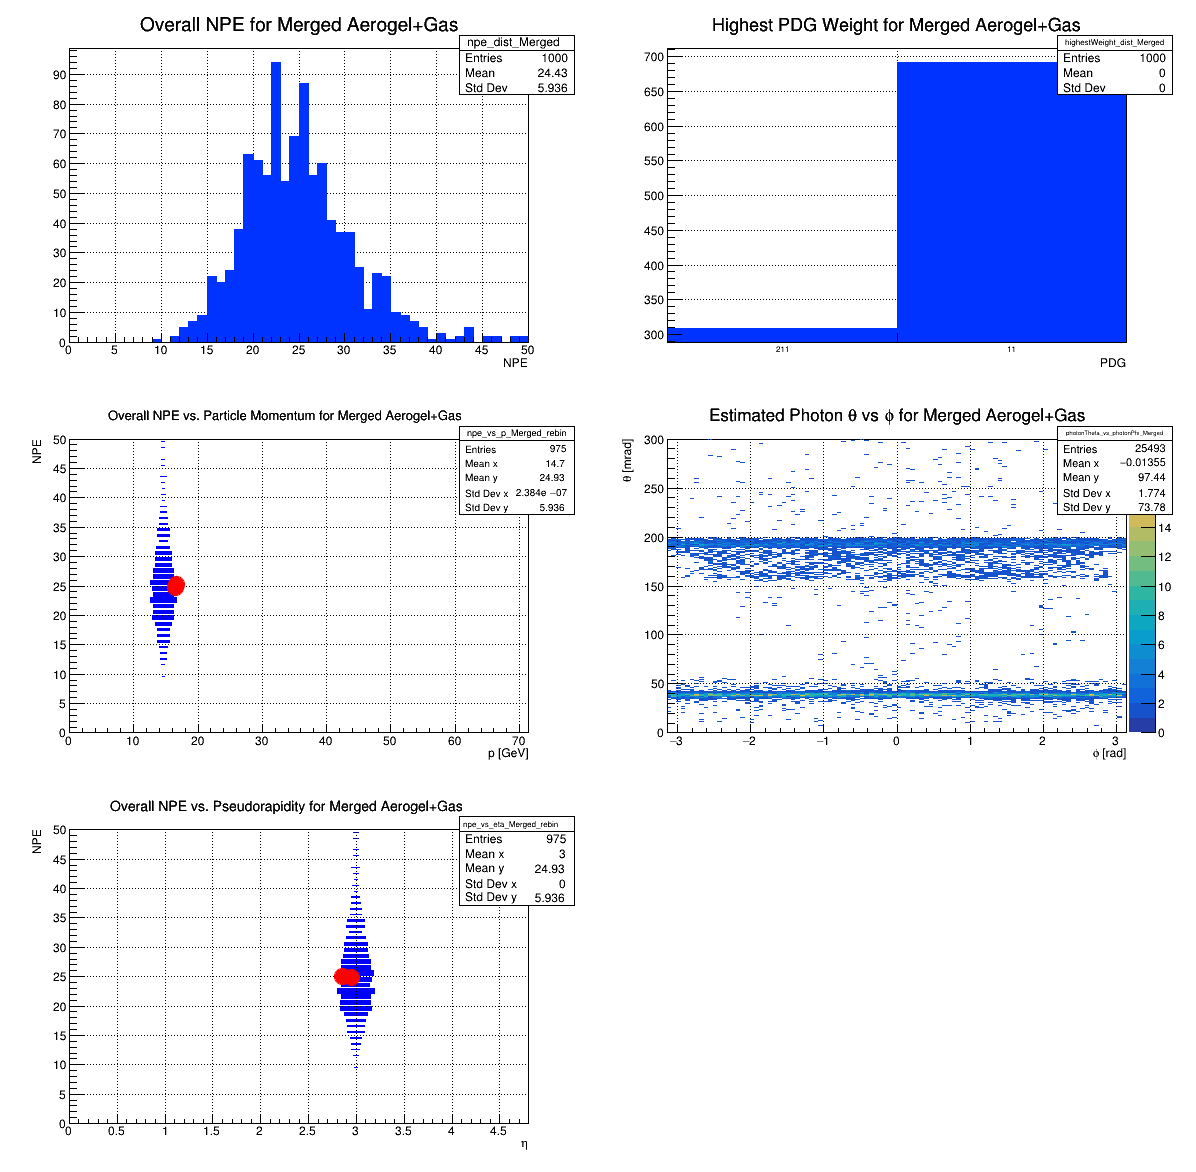 Overall NPE for Merged Aerogel+Gas
npe_dist_Merged
Entries 1000
Mean 24.43
Std Dev 5.936
90
80
70
60
50
40
30
20
10
0
0 5 10 15 20 25 30 35 40 45 50
NPE
Highest PDG Weight for Merged Aerogel+Gas
highestWeight_dist_Merged
Entries 1000
Mean 0
Std Dev 0
700
650
600
550
500
450
400
350
300
211 11
PDG
Overall NPE vs. Particle Momentum for Merged Aerogel+Gas
npe_vs_p_Merged_rebin
Entries 975
Mean x 14.7
Mean y 24.93
Std Dev x 2.384e −07
Std Dev y 5.936
NPE
50
45
40
35
30
25
20
15
10
5
0
0 10 20 30 40 50 60 70
p [GeV]
Estimated Photon θ vs ϕ for Merged Aerogel+Gas
photonTheta_vs_photonPhi_Merged
Entries 25493
Mean x −0.01355
Mean y 97.44
Std Dev x 1.774
Std Dev y 73.78
θ [mrad]
300
250
200
150
100
50
0
−3 −2 −1 0 1 2 3
ϕ [rad]
14
12
10
8
6
4
2
0
Overall NPE vs. Pseudorapidity for Merged Aerogel+Gas
npe_vs_eta_Merged_rebin
Entries 975
Mean x 3
Mean y 24.93
Std Dev x 0
Std Dev y 5.936
NPE
50
45
40
35
30
25
20
15
10
5
0
0 0.5 1 1.5 2 2.5 3 3.5 4 4.5
η